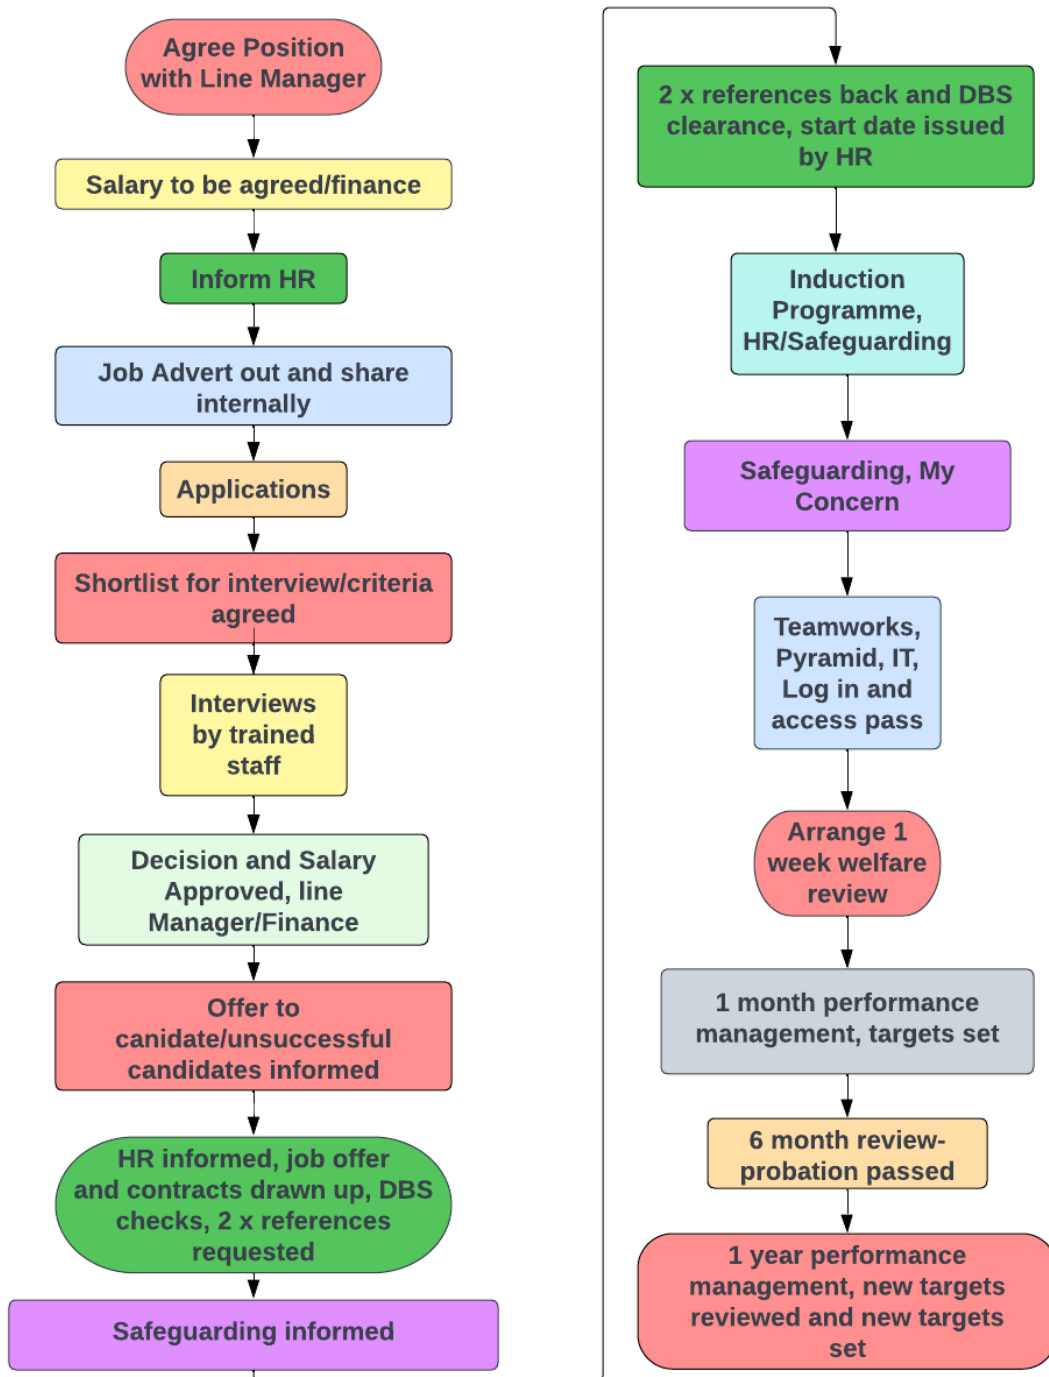 Agree Position
with Line Manager
Salary to be agreed/finance
Inform HR
Job Advert out and share
internally
Applications
Shortlist for interview/criteria
agreed
Interviews
by trained
staff
Decision and Salary
Approved, line
Manager/Finance
Offer to
canidate/unsuccessful
candidates informed
HR informed, job offer
and contracts drawn up, DBS
checks, 2 x references
requested
Safeguarding informed
2 x references back and DBS
clearance, start date issued
by HR
Induction
Programme,
HR/Safeguarding
Safeguarding, My
Concern
Teamworks,
Pyramid, IT,
Log in and
access pass
Arrange 1
week welfare
review
1 month performance
management, targets set
6 month review-
probation passed
1 year performance
management, new targets
reviewed and new targets
set